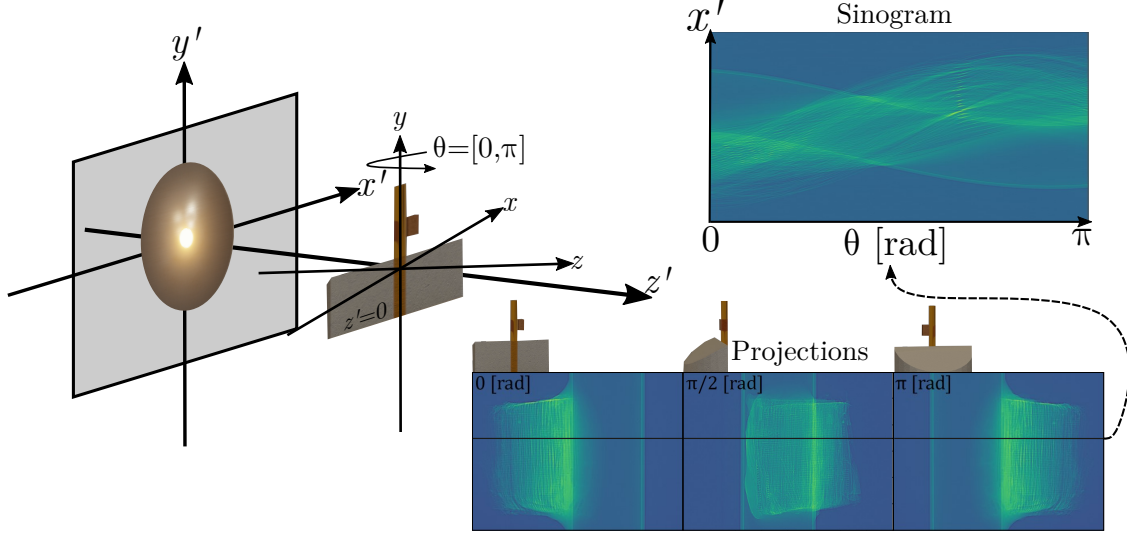 x′ Sinogram
y′
y
θ=[0,π]
x′
x
z
z′
z′=0
0 θ [rad] π
Projections
0 [rad] π/2 [rad] π [rad]